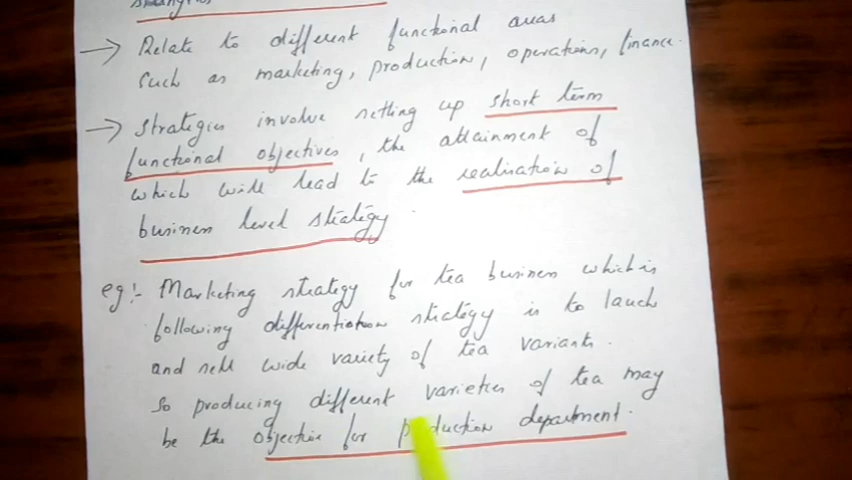 → Relate to different functional areas
such as marketing, production, operations, finance.
→ Strategies involve setting up short term
functional objectives, the attainment of
which will lead to the realisation of
business level strategy.
eg:- Marketing strategy for tea business which is
following differentiation strategy is to lauch
and sell wide variety of tea variants.
So producing different varieties of tea may
be the objective for production department.